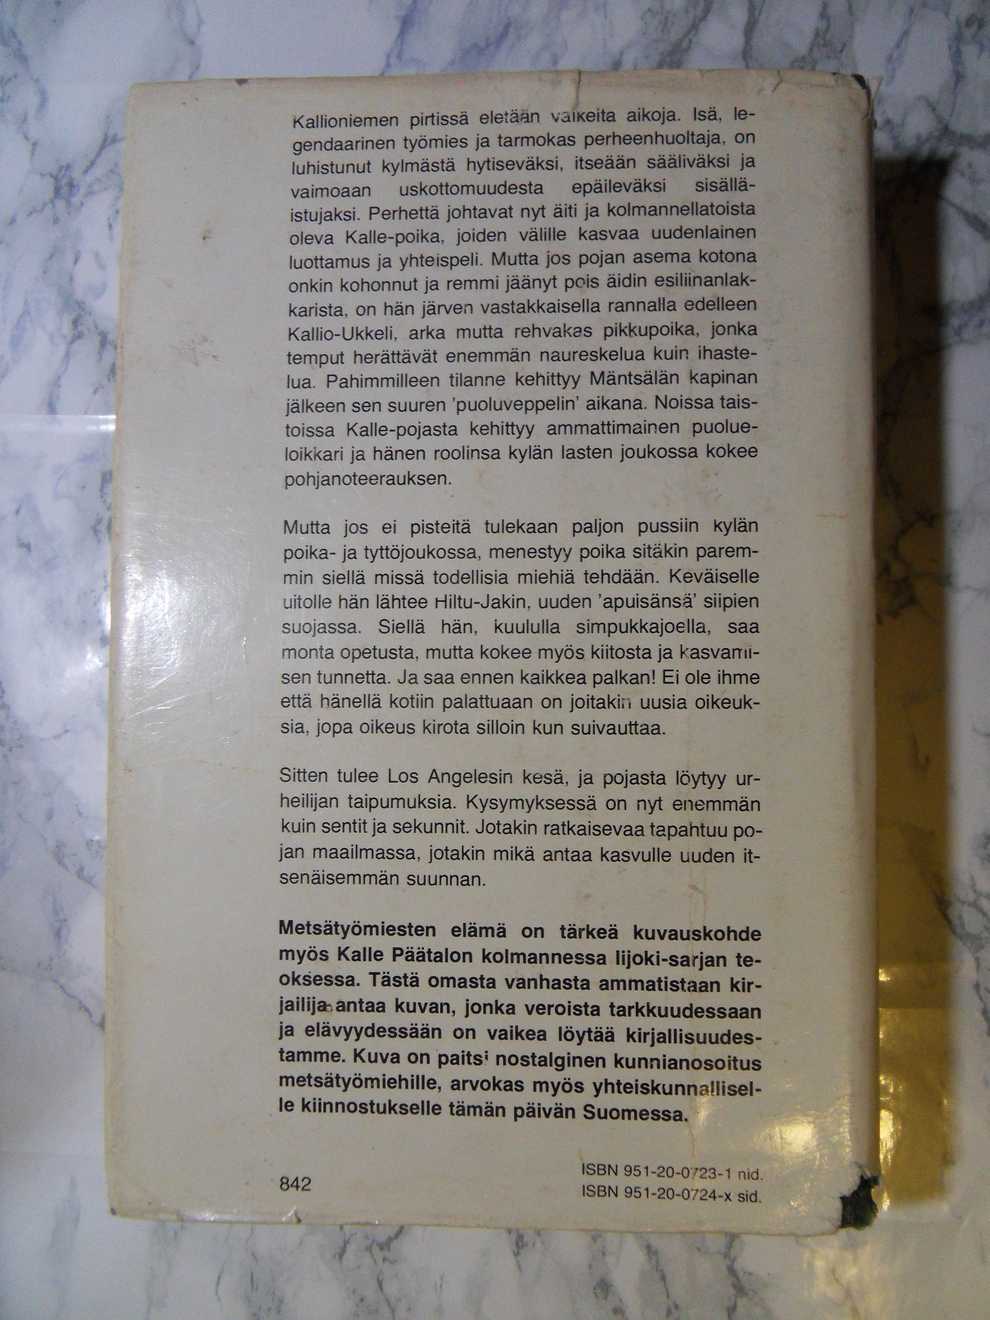 Kallioniemen pirtissä eletään vaikeita aikoja. Isä, le-
gendaarinen työmies ja tarmokas perheenhuoltaja, on
luhistunut kylmästä hytiseväksi, itseään sääliväksi ja
vaimoaan uskottomuudesta epäileväksi sisällä-
istujaksi. Perhettä johtavat nyt äiti ja kolmannellatoista
oleva Kalle-poika, joiden välille kasvaa uudenlainen
luottamus ja yhteispeli. Mutta jos pojan asema kotona
onkin kohonnut ja remmi jäänyt pois äidin esiliinanlak-
karista, on hän järven vastakkaisella rannalla edelleen
Kallio-Ukkeli, arka mutta rehvakas pikkupoika, jonka
temput herättävät enemmän naureskelua kuin ihaste-
lua. Pahimmilleen tilanne kehittyy Mäntsälän kapinan
jälkeen sen suuren 'puoluveppelin' aikana. Noissa tais-
toissa Kalle-pojasta kehittyy ammattimainen puolue-
loikkari ja hänen roolinsa kylän lasten joukossa kokee
pohjanoteerauksen.
Mutta jos ei pisteitä tulekaan paljon pussiin kylän
poika- ja tyttöjoukossa, menestyy poika sitäkin parem-
min siellä missä todellisia miehiä tehdään. Keväiselle
uitolle hän lähtee Hiltu-Jakin, uuden 'apuisänsä' siipien
suojassa. Siellä hän, kuululla simpukkajoella, saa
monta opetusta, mutta kokee myös kiitosta ja kasvami-
sen tunnetta. Ja saa ennen kaikkea palkan! Ei ole ihme
että hänellä kotiin palattuaan on joitakin uusia oikeuk-
sia, jopa oikeus kirota silloin kun suivauttaa.
Sitten tulee Los Angelesin kesä, ja pojasta löytyy ur-
heilijan taipumuksia. Kysymyksessä on nyt enemmän
kuin sentit ja sekunnit. Jotakin ratkaisevaa tapahtuu po-
jan maailmassa, jotakin mikä antaa kasvulle uuden it-
senäisemmän suunnan.
Metsätyömiesten elämä on tärkeä kuvauskohde
myös Kalle Päätalon kolmannessa Iijoki-sarjan te-
oksessa. Tästä omasta vanhasta ammatistaan kir-
jailija antaa kuvan, jonka veroista tarkkuudessaan
ja elävyydessään on vaikea löytää kirjallisuudes-
tamme. Kuva on paitsi nostalginen kunnianosoitus
metsätyömiehille, arvokas myös yhteiskunnallisel-
le kiinnostukselle tämän päivän Suomessa.
ISBN 951-20-0723-1 nid.
842 ISBN 951-20-0724-x sid.